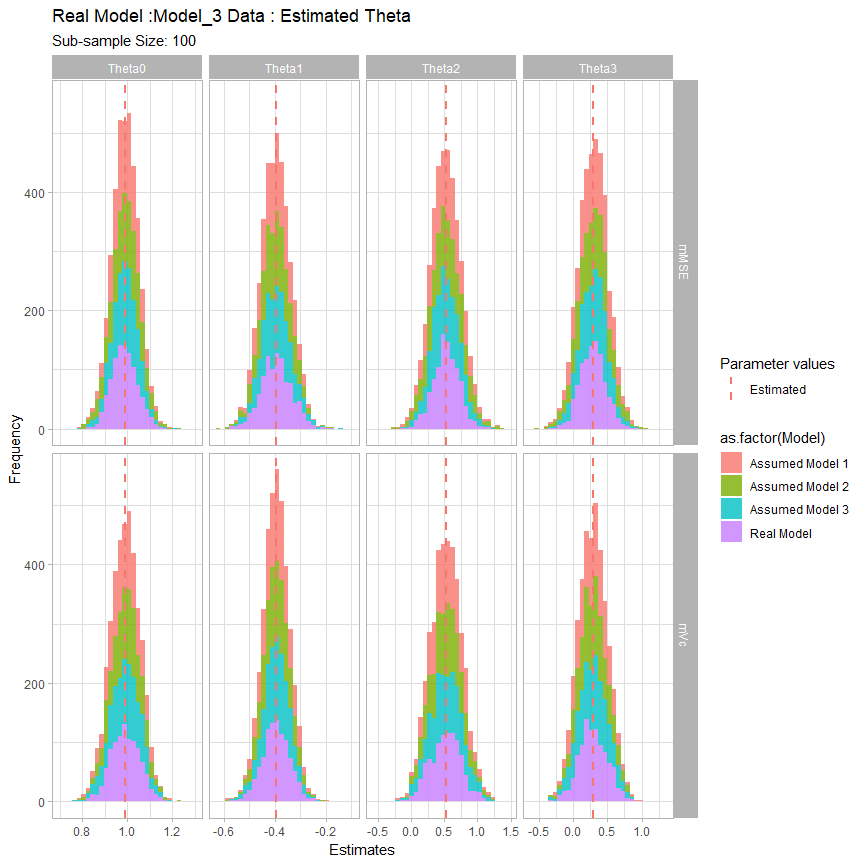 Real Model :Model_3 Data : Estimated Theta
Sub-sample Size: 100
Theta0 Theta1 Theta2 Theta3
400
200
0
mMSE
400
200
0
mVc
Frequency
0.8 1.0 1.2 -0.6 -0.4 -0.2 -0.5 0.0 0.5 1.0 1.5 -0.5 0.0 0.5 1.0
Estimates
Parameter values
Estimated
as.factor(Model)
Assumed Model 1
Assumed Model 2
Assumed Model 3
Real Model